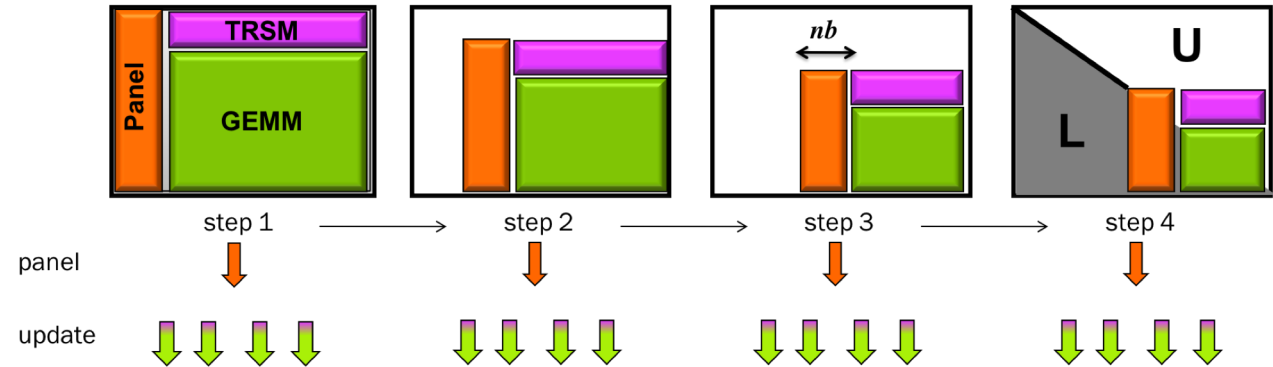 Panel
TRSM
GEMM
nb
U
L
step 1
step 2
step 3
step 4
panel
update